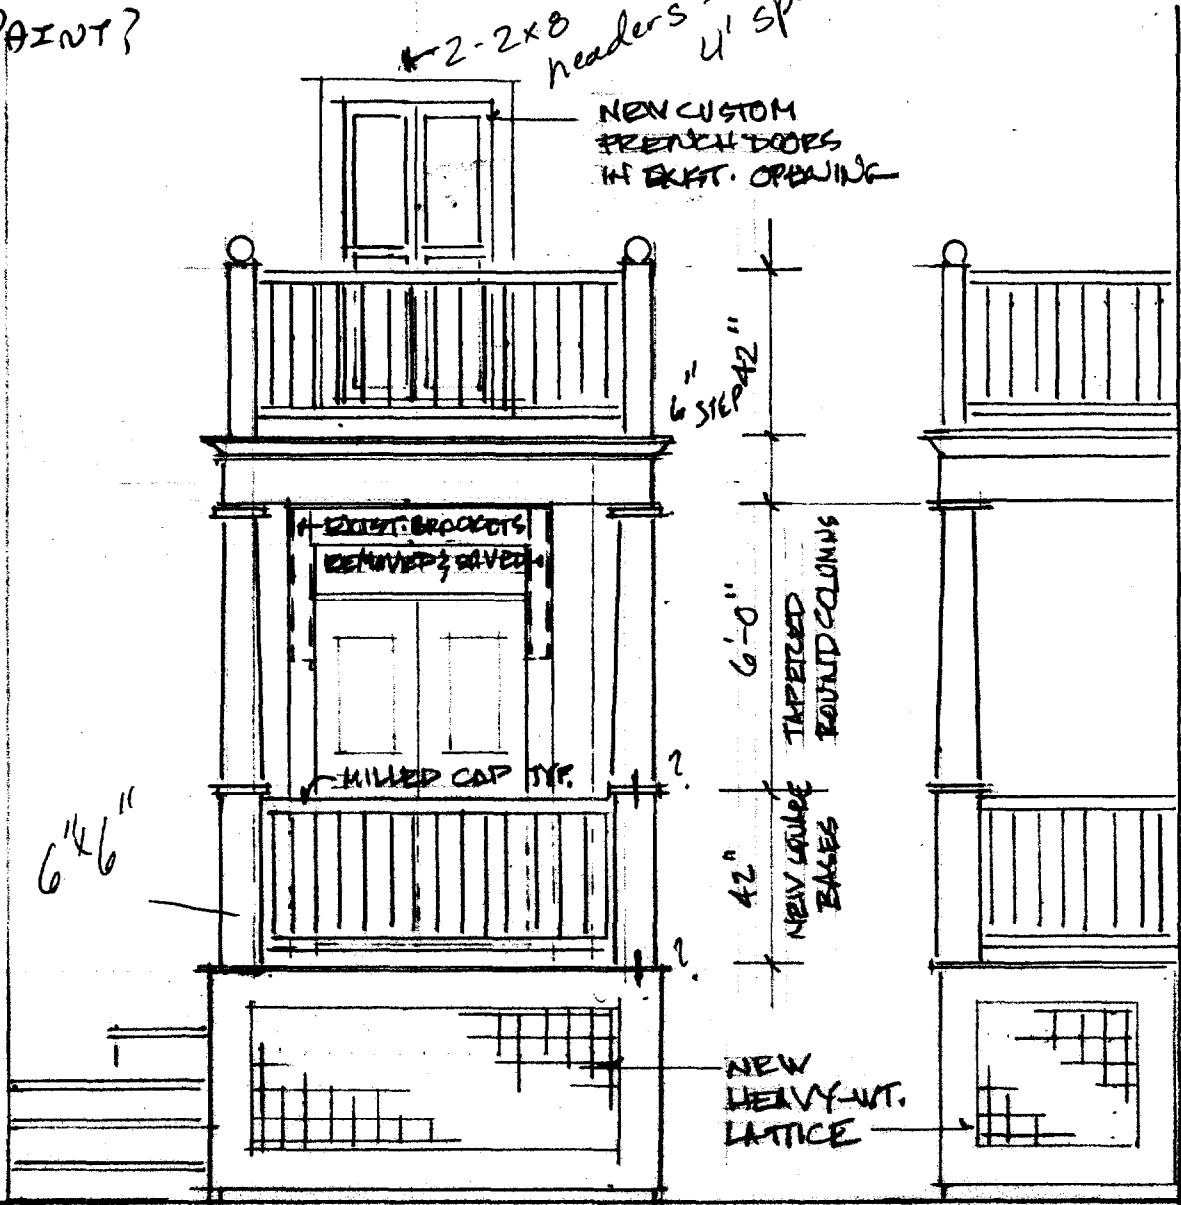 PAINT?
2-2x8
headers
4' sp
NEW CUSTOM
FRENCH DOORS
IN EXIST. OPENING
6" STEP
42"
EXIST. BRACKETS
REMOVED & SAVED
6'-0"
TAPERED
ROUND COLUMNS
MILLED CAP TYP.
?
6"x6"
42"
NEW SQUARE
BASES
?
NEW
HEAVY-WT.
LATTICE